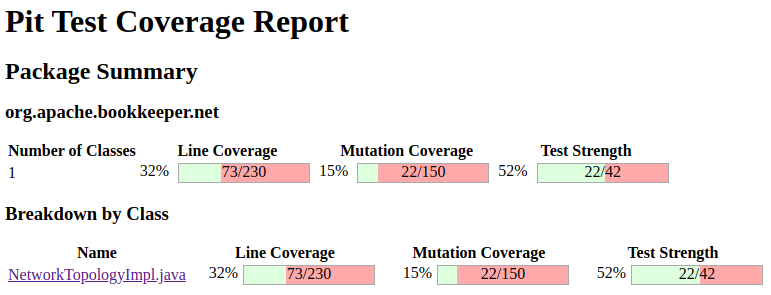 Pit Test Coverage Report
Package Summary
org.apache.bookkeeper.net
Number of Classes Line Coverage Mutation Coverage Test Strength
1 32% 73/230 15% 22/150 52% 22/42
Breakdown by Class
Name Line Coverage Mutation Coverage Test Strength
NetworkTopologyImpl.java 32% 73/230 15% 22/150 52% 22/42